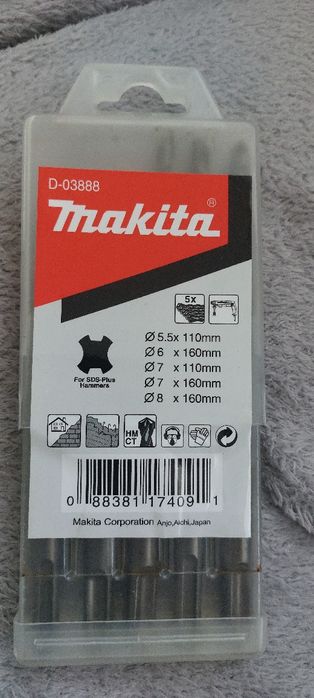 D-03888
makita®
5x
Ø 5.5x 110mm
Ø 6 x 160mm
Ø 7 x 110mm
Ø 7 x 160mm
Ø 8 x 160mm
For SDS-Plus
Hammers
HM
CT
0 88381 17409 1
Makita Corporation Anjo,Aichi,Japan